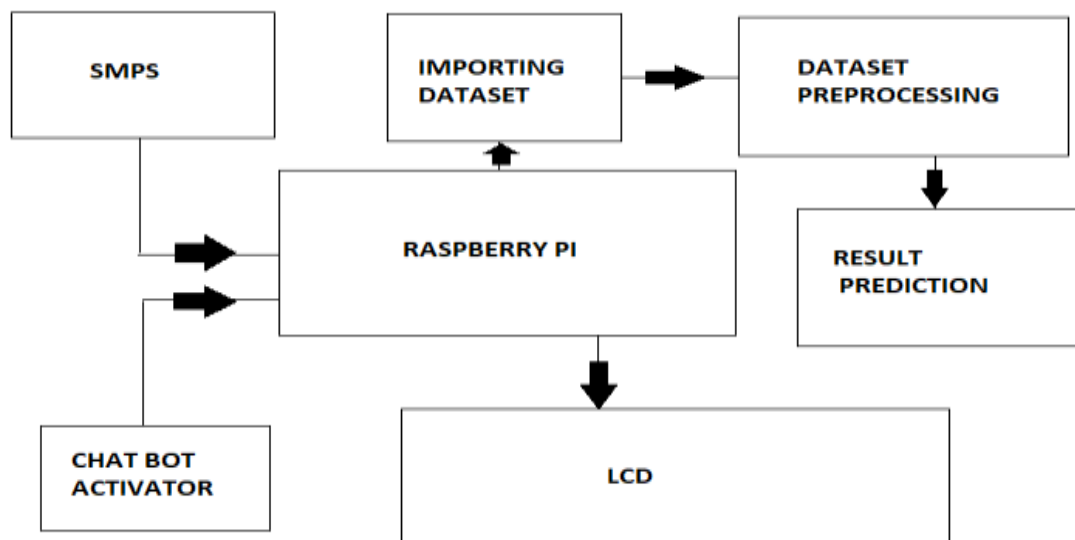 SMPS
IMPORTING
DATASET
DATASET
PREPROCESSING
RASPBERRY PI
RESULT
PREDICTION
CHAT BOT
ACTIVATOR
LCD